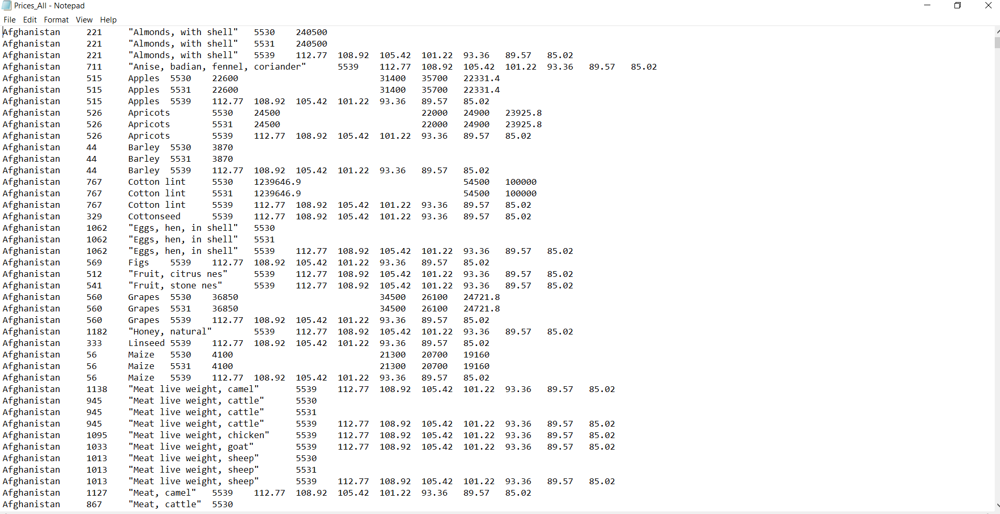 Prices_All - Notepad
File Edit Format View Help
Afghanistan 221 "Almonds, with shell" 5530 240500
Afghanistan 221 "Almonds, with shell" 5531 240500
Afghanistan 221 "Almonds, with shell" 5539 112.77 108.92 105.42 101.22 93.36 89.57 85.02
Afghanistan 711 "Anise, badian, fennel, coriander" 5539 112.77 108.92 105.42 101.22 93.36 89.57 85.02
Afghanistan 515 Apples 5530 22600 31400 35700 22331.4
Afghanistan 515 Apples 5531 22600 31400 35700 22331.4
Afghanistan 515 Apples 5539 112.77 108.92 105.42 101.22 93.36 89.57 85.02
Afghanistan 526 Apricots 5530 24500 22000 24900 23925.8
Afghanistan 526 Apricots 5531 24500 22000 24900 23925.8
Afghanistan 526 Apricots 5539 112.77 108.92 105.42 101.22 93.36 89.57 85.02
Afghanistan 44 Barley 5530 3870
Afghanistan 44 Barley 5531 3870
Afghanistan 44 Barley 5539 112.77 108.92 105.42 101.22 93.36 89.57 85.02
Afghanistan 767 Cotton lint 5530 1239646.9 54500 100000
Afghanistan 767 Cotton lint 5531 1239646.9 54500 100000
Afghanistan 767 Cotton lint 5539 112.77 108.92 105.42 101.22 93.36 89.57 85.02
Afghanistan 329 Cottonseed 5539 112.77 108.92 105.42 101.22 93.36 89.57 85.02
Afghanistan 1062 "Eggs, hen, in shell" 5530
Afghanistan 1062 "Eggs, hen, in shell" 5531
Afghanistan 1062 "Eggs, hen, in shell" 5539 112.77 108.92 105.42 101.22 93.36 89.57 85.02
Afghanistan 569 Figs 5539 112.77 108.92 105.42 101.22 93.36 89.57 85.02
Afghanistan 512 "Fruit, citrus nes" 5539 112.77 108.92 105.42 101.22 93.36 89.57 85.02
Afghanistan 541 "Fruit, stone nes" 5539 112.77 108.92 105.42 101.22 93.36 89.57 85.02
Afghanistan 560 Grapes 5530 36850 34500 26100 24721.8
Afghanistan 560 Grapes 5531 36850 34500 26100 24721.8
Afghanistan 560 Grapes 5539 112.77 108.92 105.42 101.22 93.36 89.57 85.02
Afghanistan 1182 "Honey, natural" 5539 112.77 108.92 105.42 101.22 93.36 89.57 85.02
Afghanistan 333 Linseed 5539 112.77 108.92 105.42 101.22 93.36 89.57 85.02
Afghanistan 56 Maize 5530 4100 21300 20700 19160
Afghanistan 56 Maize 5531 4100 21300 20700 19160
Afghanistan 56 Maize 5539 112.77 108.92 105.42 101.22 93.36 89.57 85.02
Afghanistan 1138 "Meat live weight, camel" 5539 112.77 108.92 105.42 101.22 93.36 89.57 85.02
Afghanistan 945 "Meat live weight, cattle" 5530
Afghanistan 945 "Meat live weight, cattle" 5531
Afghanistan 945 "Meat live weight, cattle" 5539 112.77 108.92 105.42 101.22 93.36 89.57 85.02
Afghanistan 1095 "Meat live weight, chicken" 5539 112.77 108.92 105.42 101.22 93.36 89.57 85.02
Afghanistan 1033 "Meat live weight, goat" 5539 112.77 108.92 105.42 101.22 93.36 89.57 85.02
Afghanistan 1013 "Meat live weight, sheep" 5530
Afghanistan 1013 "Meat live weight, sheep" 5531
Afghanistan 1013 "Meat live weight, sheep" 5539 112.77 108.92 105.42 101.22 93.36 89.57 85.02
Afghanistan 1127 "Meat, camel" 5539 112.77 108.92 105.42 101.22 93.36 89.57 85.02
Afghanistan 867 "Meat, cattle" 5530